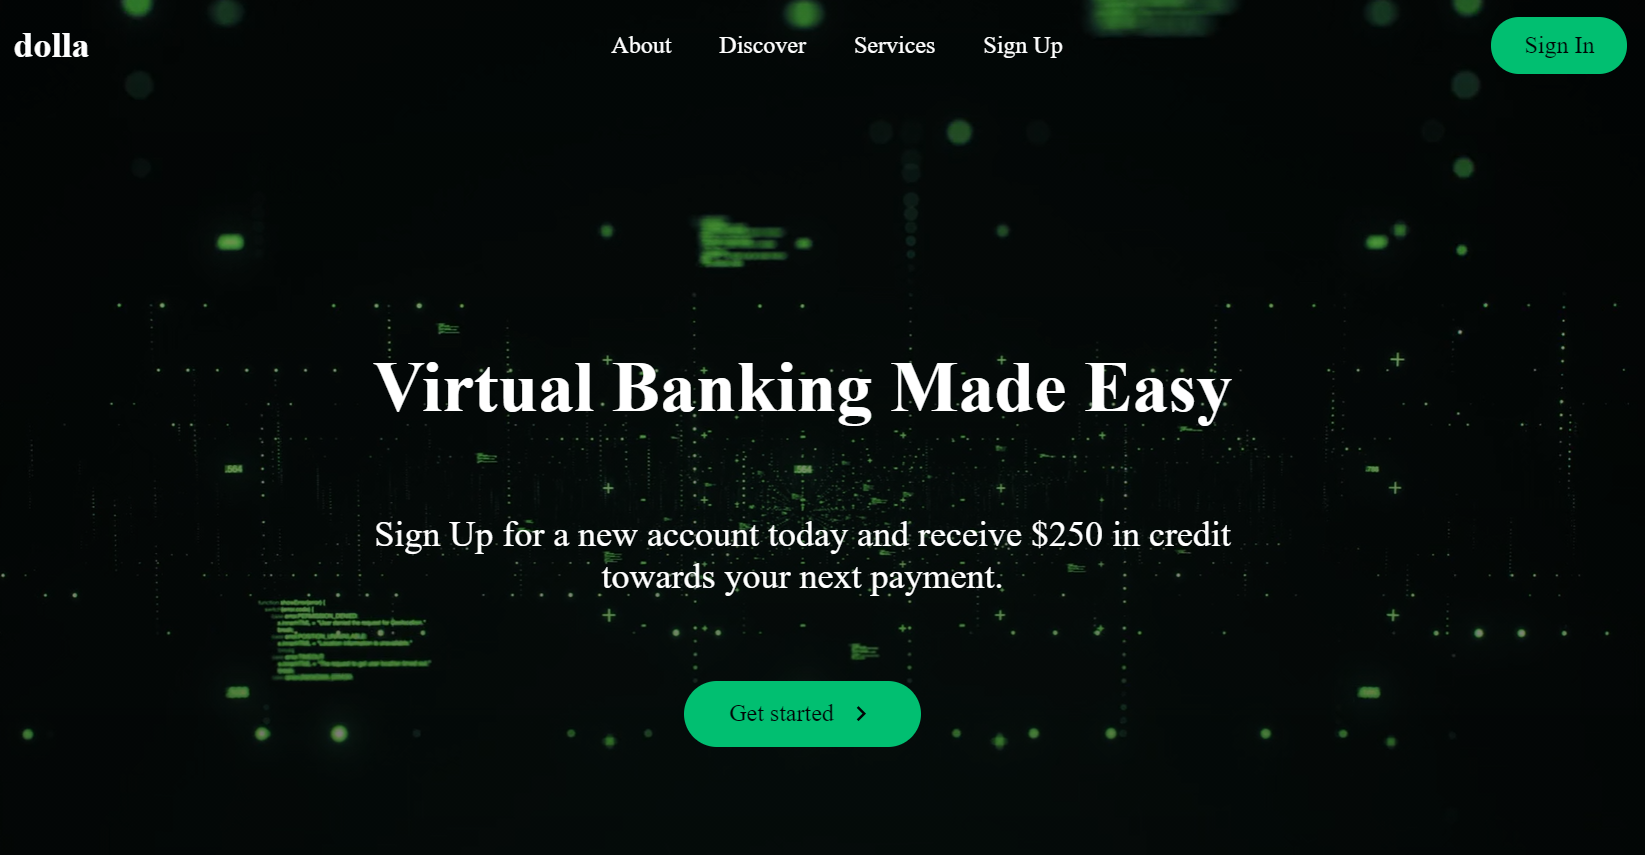 dolla
About Discover Services Sign Up
Sign In
Virtual Banking Made Easy
Sign Up for a new account today and receive $250 in credit
towards your next payment.
Get started